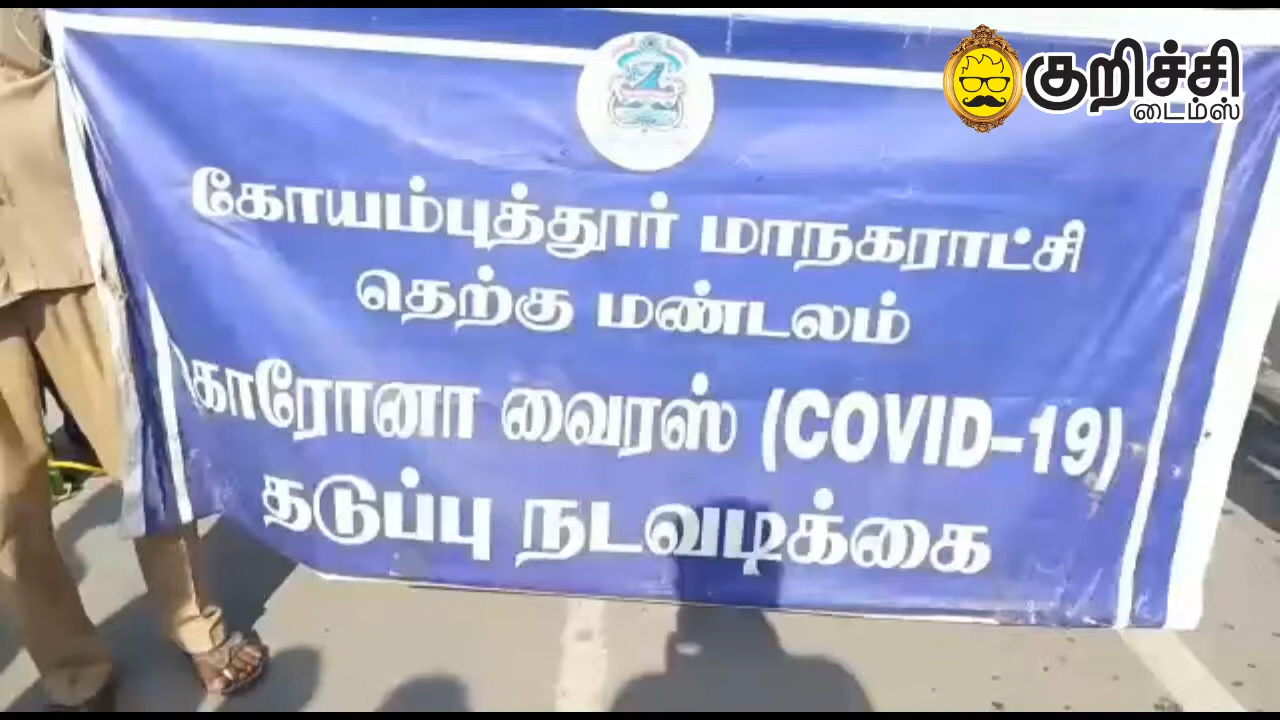 குறிச்சி
டைம்ஸ்
கோயம்புத்தூர் மாநகராட்சி
தெற்கு மண்டலம்
கொரோனா வைரஸ் (COVID-19)
தடுப்பு நடவடிக்கை